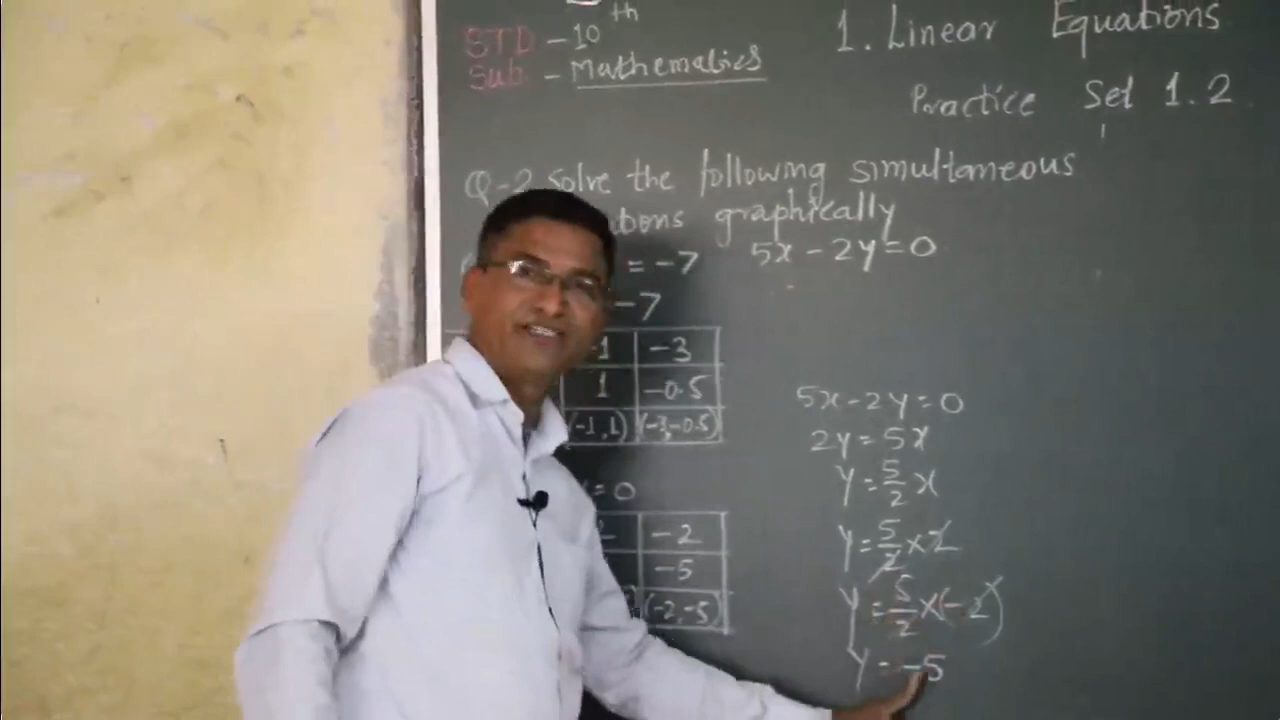 STD - 10th
Sub - Mathematics
1. Linear Equations
Practice Set 1.2
Q-2 Solve the following simultaneous
graphically
= -7 5x - 2y = 0
-7
-1 -3
1 -0.5
(-1,1) (-3,-0.5)
= 0
-2
-5
(-2,-5)
5x - 2y = 0
2y = 5x
y = 5/2 x
y = 5/2 × 2
y = 5/2 × (-2)
y = -5